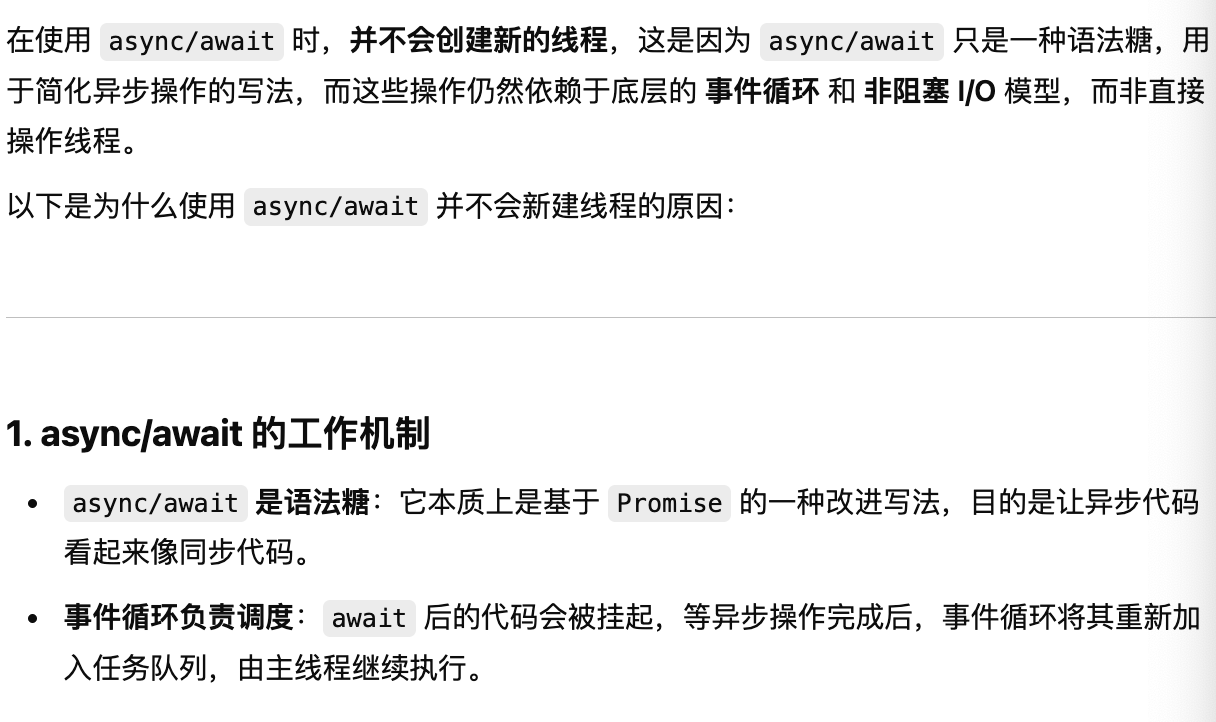 在使用 async/await 时，并不会创建新的线程，这是因为 async/await 只是一种语法糖，用
于简化异步操作的写法，而这些操作仍然依赖于底层的 事件循环 和 非阻塞 I/O 模型，而非直接
操作线程。
以下是为什么使用 async/await 并不会新建线程的原因：
1. async/await 的工作机制
• async/await 是语法糖：它本质上是基于 Promise 的一种改进写法，目的是让异步代码
看起来像同步代码。
• 事件循环负责调度：await 后的代码会被挂起，等异步操作完成后，事件循环将其重新加
入任务队列，由主线程继续执行。